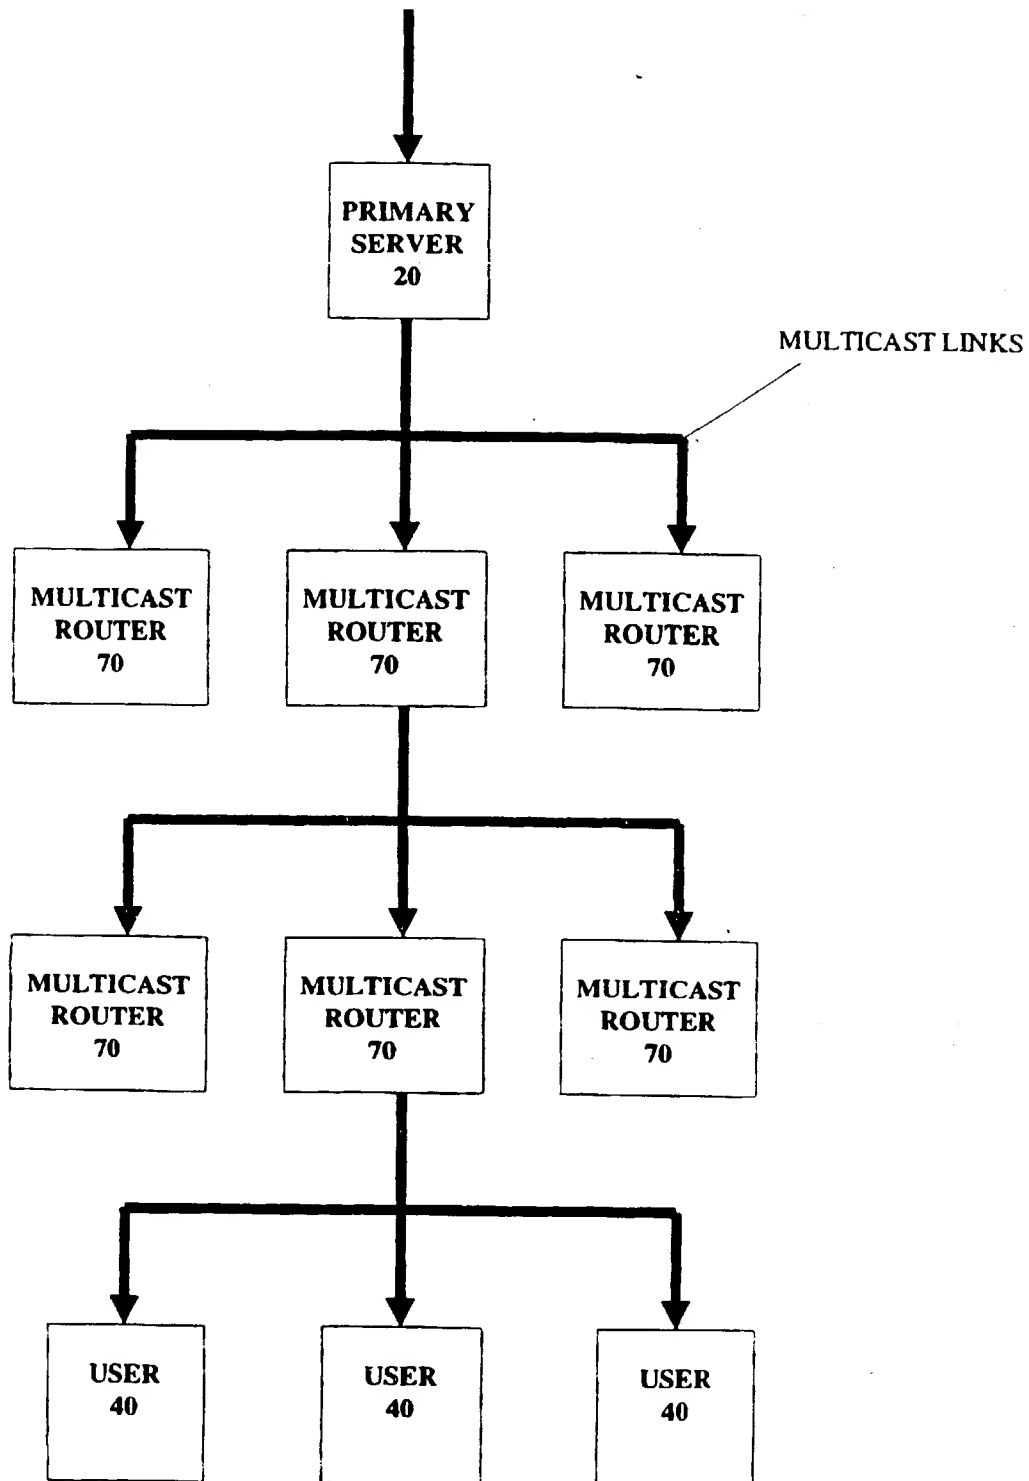 PRIMARY
SERVER
20
MULTICAST LINKS
MULTICAST
ROUTER
70
MULTICAST
ROUTER
70
MULTICAST
ROUTER
70
MULTICAST
ROUTER
70
MULTICAST
ROUTER
70
MULTICAST
ROUTER
70
USER
40
USER
40
USER
40